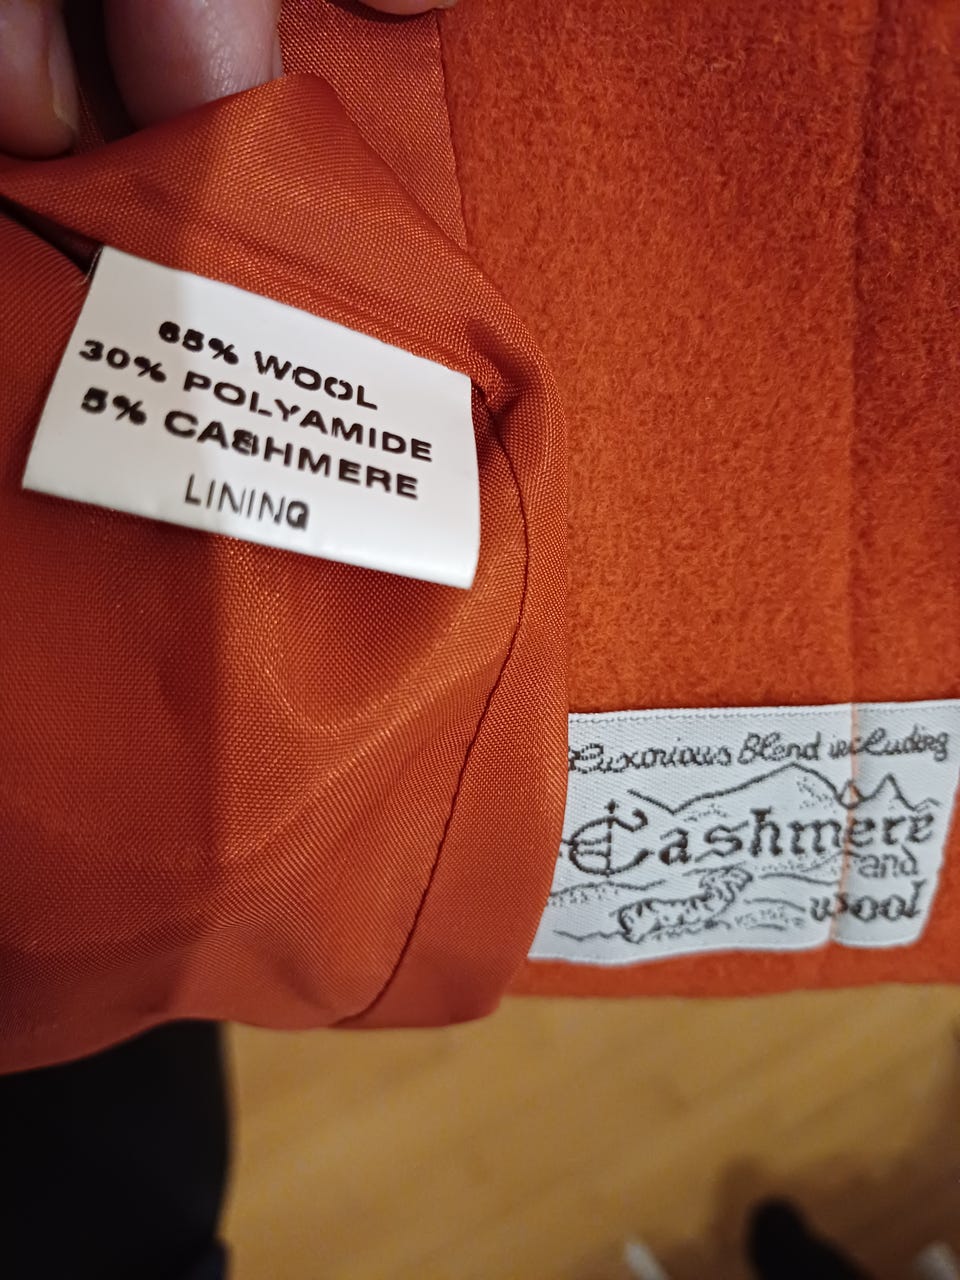 65% WOOL
30% POLYAMIDE
5% CASHMERE
LINING
Luxurious Blend including
Cashmere
and
wool